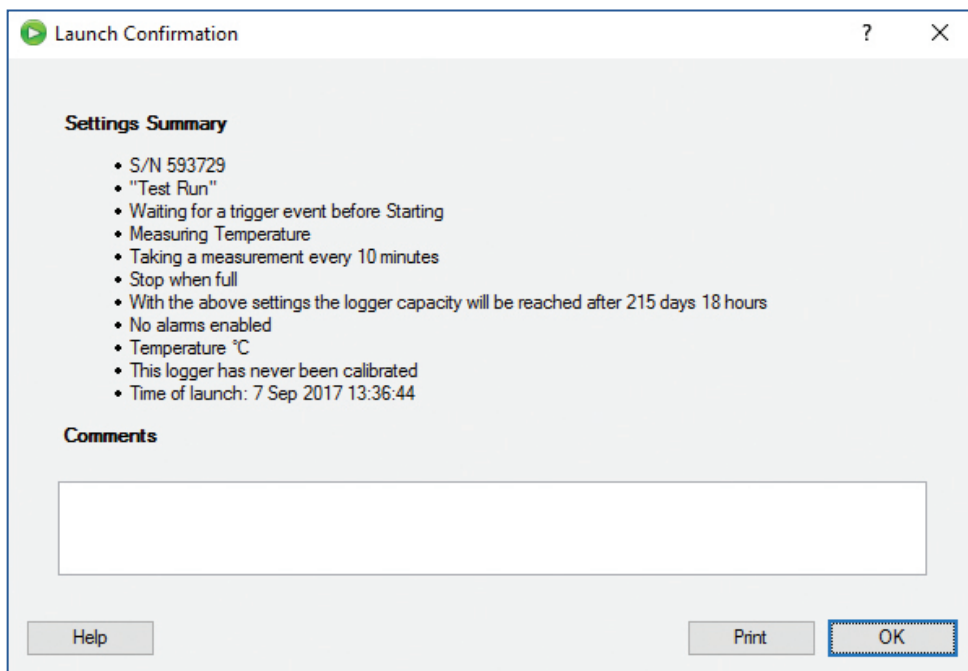 Launch Confirmation
?
Settings Summary
• S/N 593729
• "Test Run"
• Waiting for a trigger event before Starting
• Measuring Temperature
• Taking a measurement every 10 minutes
• Stop when full
• With the above settings the logger capacity will be reached after 215 days 18 hours
• No alarms enabled
• Temperature ℃
• This logger has never been calibrated
• Time of launch: 7 Sep 2017 13:36:44
Comments
Help Print OK